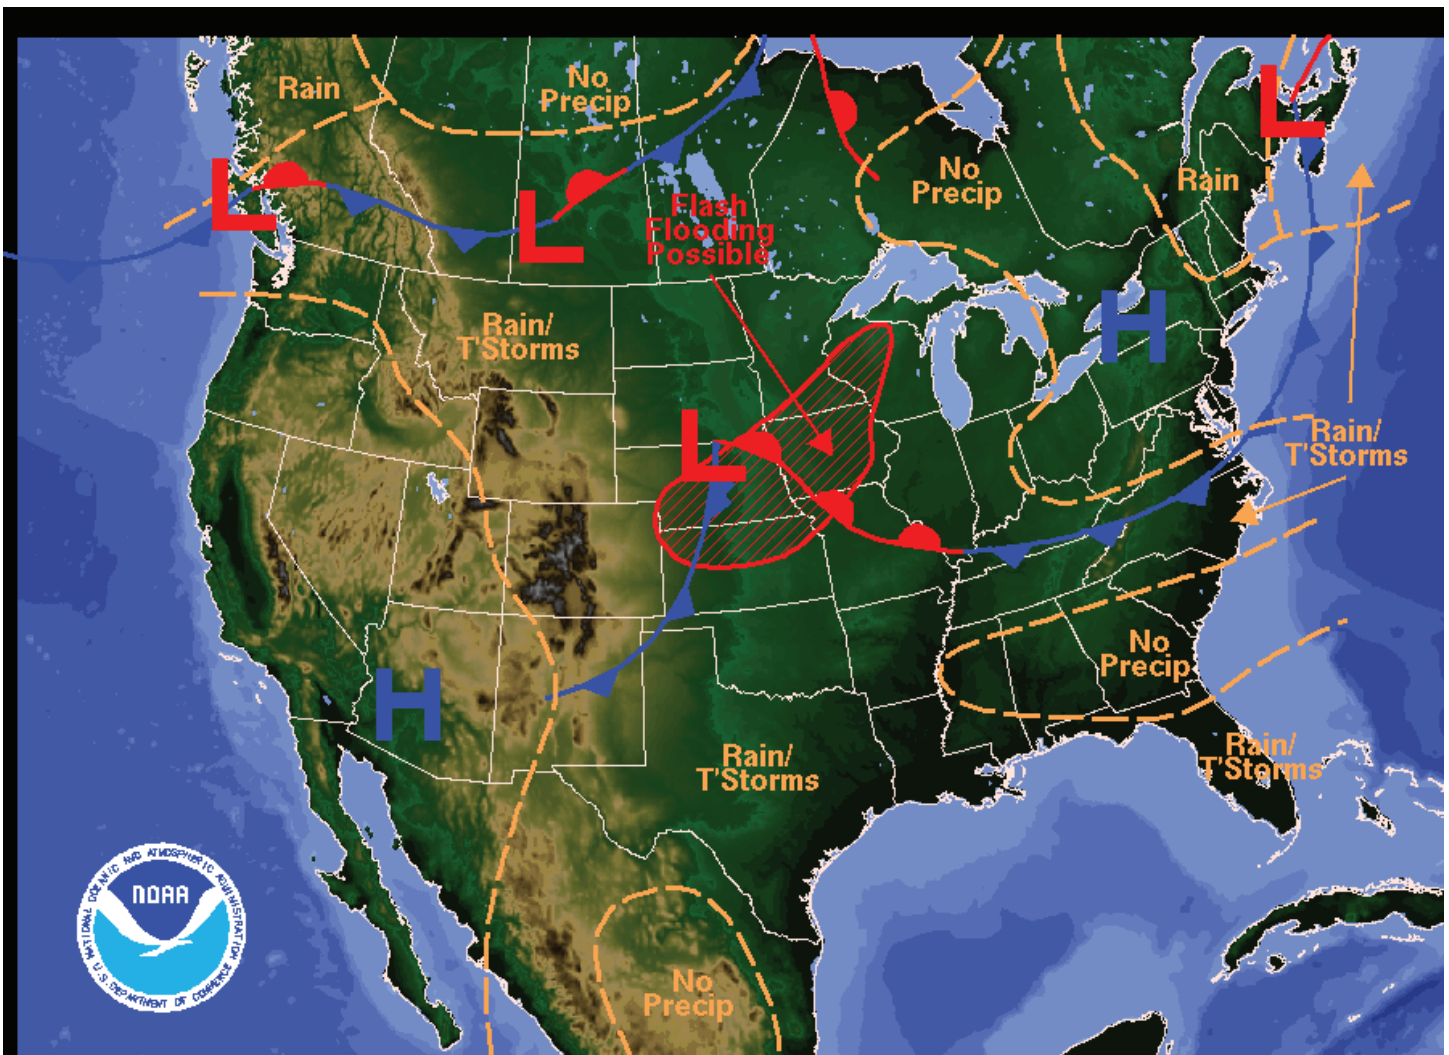 Rain
No
Precip
L
L
L
No
Precip
Rain
Flash
Flooding
Possible
H
Rain/
T'Storms
L
Rain/
T'Storms
No
Precip
H
Rain/
T'Storms
Rain/
T'Storms
No
Precip
NATIONAL OCEANIC AND ATMOSPHERIC ADMINISTRATION
NOAA
U.S. DEPARTMENT OF COMMERCE